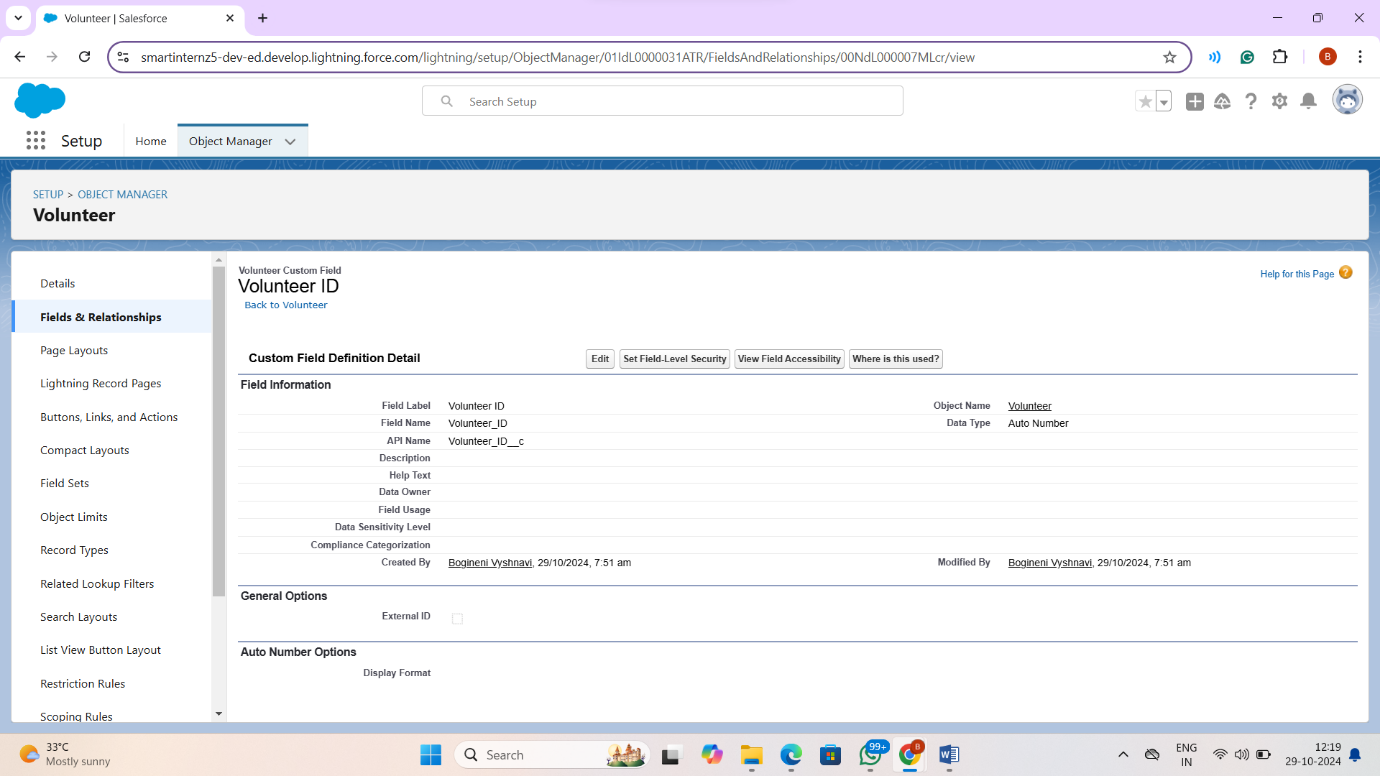 Volunteer | Salesforce
smartinternz5-dev-ed.develop.lightning.force.com/lightning/setup/ObjectManager/01IdL0000031ATR/FieldsAndRelationships/00NdL000007MLcr/view
B
Search Setup
Setup
Home
Object Manager
SETUP > OBJECT MANAGER
Volunteer
Details
Fields & Relationships
Page Layouts
Lightning Record Pages
Buttons, Links, and Actions
Compact Layouts
Field Sets
Object Limits
Record Types
Related Lookup Filters
Search Layouts
List View Button Layout
Restriction Rules
Scoping Rules
Volunteer Custom Field
Volunteer ID
Back to Volunteer
Help for this Page
Custom Field Definition Detail
Edit Set Field-Level Security View Field Accessibility Where is this used?
Field Information
Field Label Volunteer ID Object Name Volunteer
Field Name Volunteer_ID Data Type Auto Number
API Name Volunteer_ID__c
Description
Help Text
Data Owner
Field Usage
Data Sensitivity Level
Compliance Categorization
Created By Bogineni Vyshnavi, 29/10/2024, 7:51 am Modified By Bogineni Vyshnavi, 29/10/2024, 7:51 am
General Options
External ID
Auto Number Options
Display Format
33°C
Mostly sunny
Search
99+
8
ENG
IN
12:19
29-10-2024